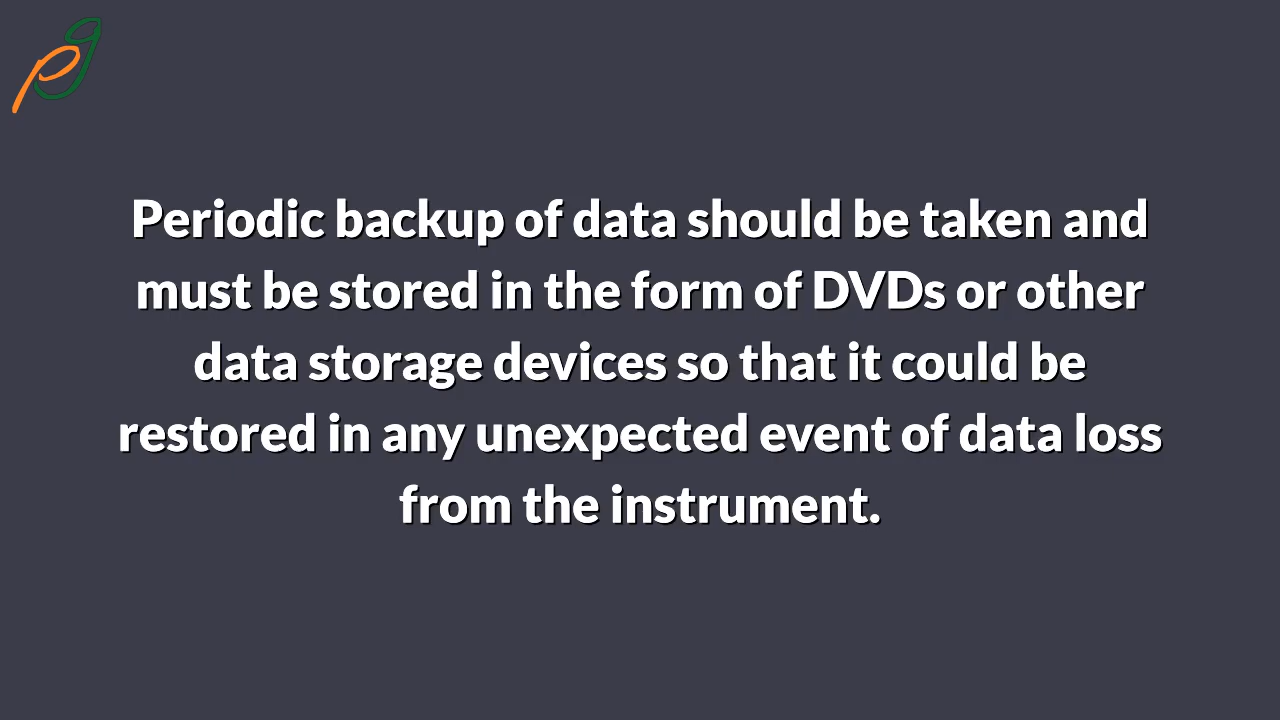 Periodic backup of data should be taken and
must be stored in the form of DVDs or other
data storage devices so that it could be
restored in any unexpected event of data loss
from the instrument.